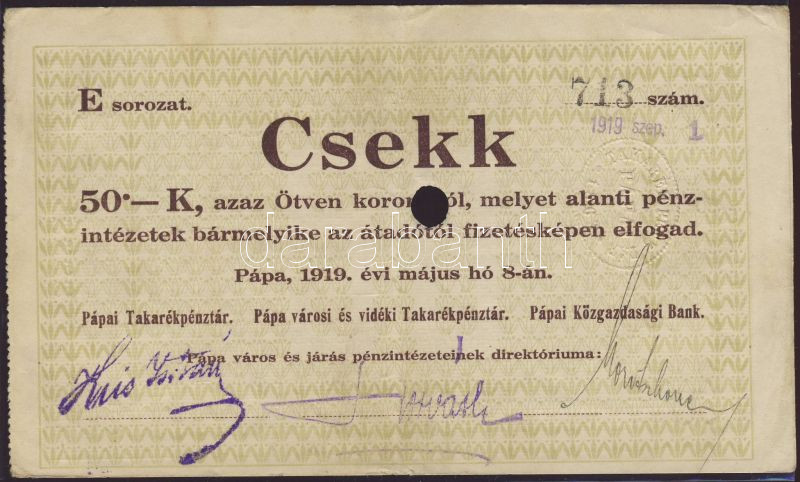 E sorozat.
713 szám.
1919 szep. 1
Csekk
50·— K, azaz Ötven koron ól, melyet alanti pénz-
intézetek bármelyike az átadótól fizetésképen elfogad.
darabanth
Pápa, 1919. évi május hó 8-án.
Pápai Takarékpénztár. Pápa városi és vidéki Takarékpénztár. Pápai Közgazdasági Bank.
Pápa város és járás pénzintézeteinek direktóriuma: